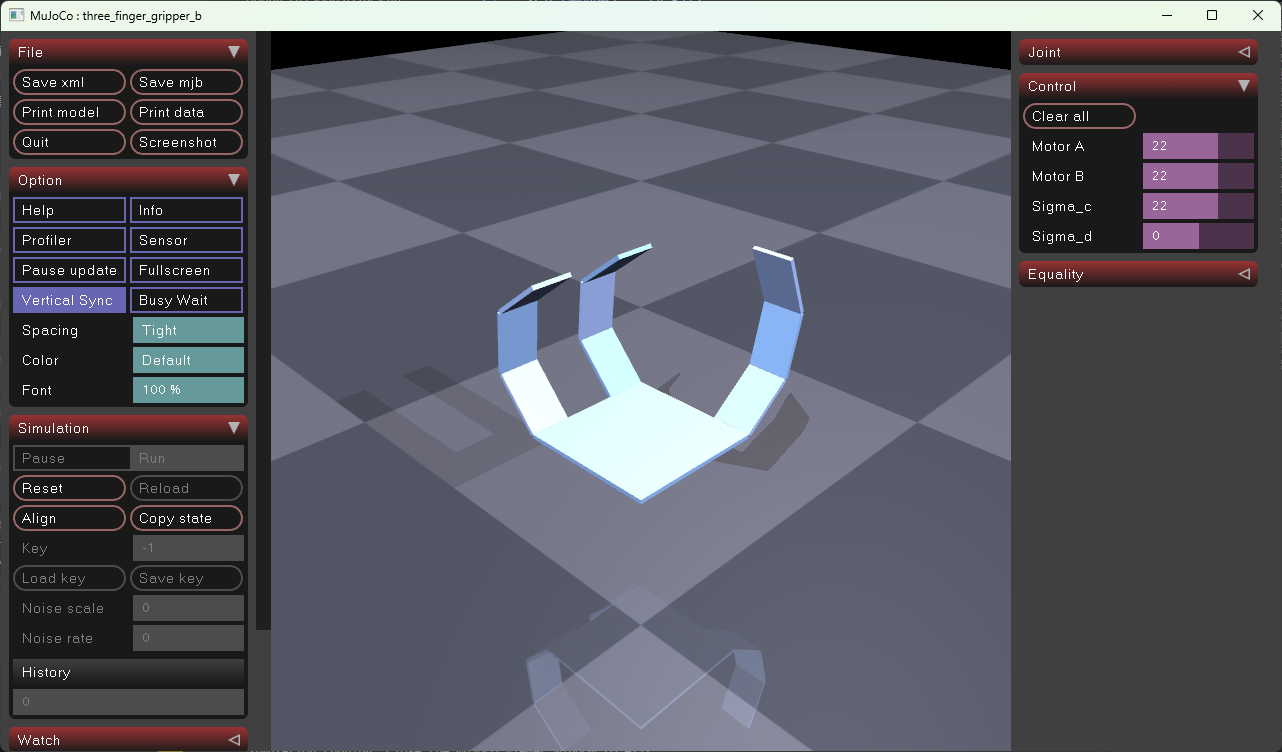 MuJoCo : three_finger_gripper_b
File
Save xml Save mjb
Print model Print data
Quit Screenshot
Option
Help Info
Profiler Sensor
Pause update Fullscreen
Vertical Sync Busy Wait
Spacing Tight
Color Default
Font 100 %
Simulation
Pause Run
Reset Reload
Align Copy state
Key -1
Load key Save key
Noise scale 0
Noise rate 0
History
0
Watch
Joint
Control
Clear all
Motor A 22
Motor B 22
Sigma_c 22
Sigma_d 0
Equality